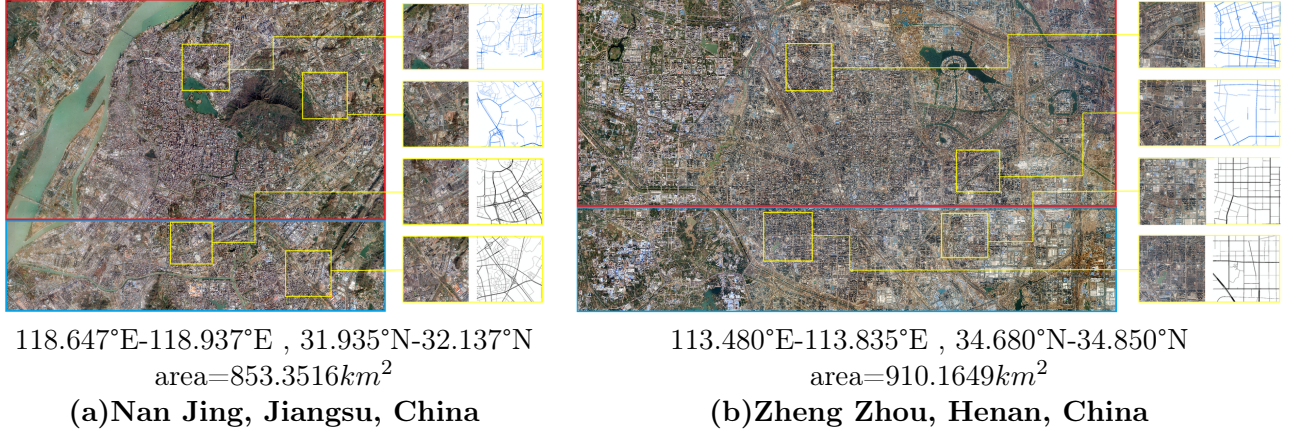 118.647°E-118.937°E , 31.935°N-32.137°N
area=853.3516km²
(a)Nan Jing, Jiangsu, China
113.480°E-113.835°E , 34.680°N-34.850°N
area=910.1649km²
(b)Zheng Zhou, Henan, China